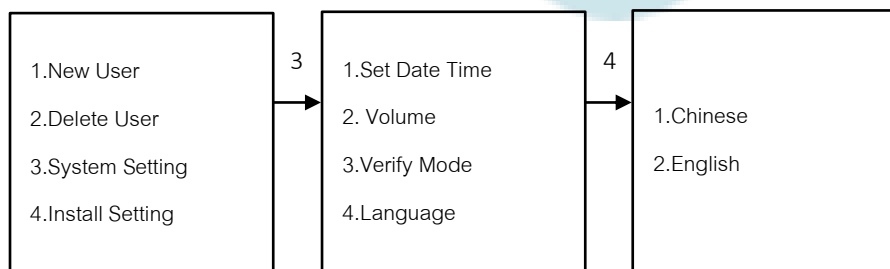 1.New User
2.Delete User
3.System Setting
4.Install Setting
3
1.Set Date Time
2. Volume
3.Verify Mode
4.Language
4
1.Chinese
2.English